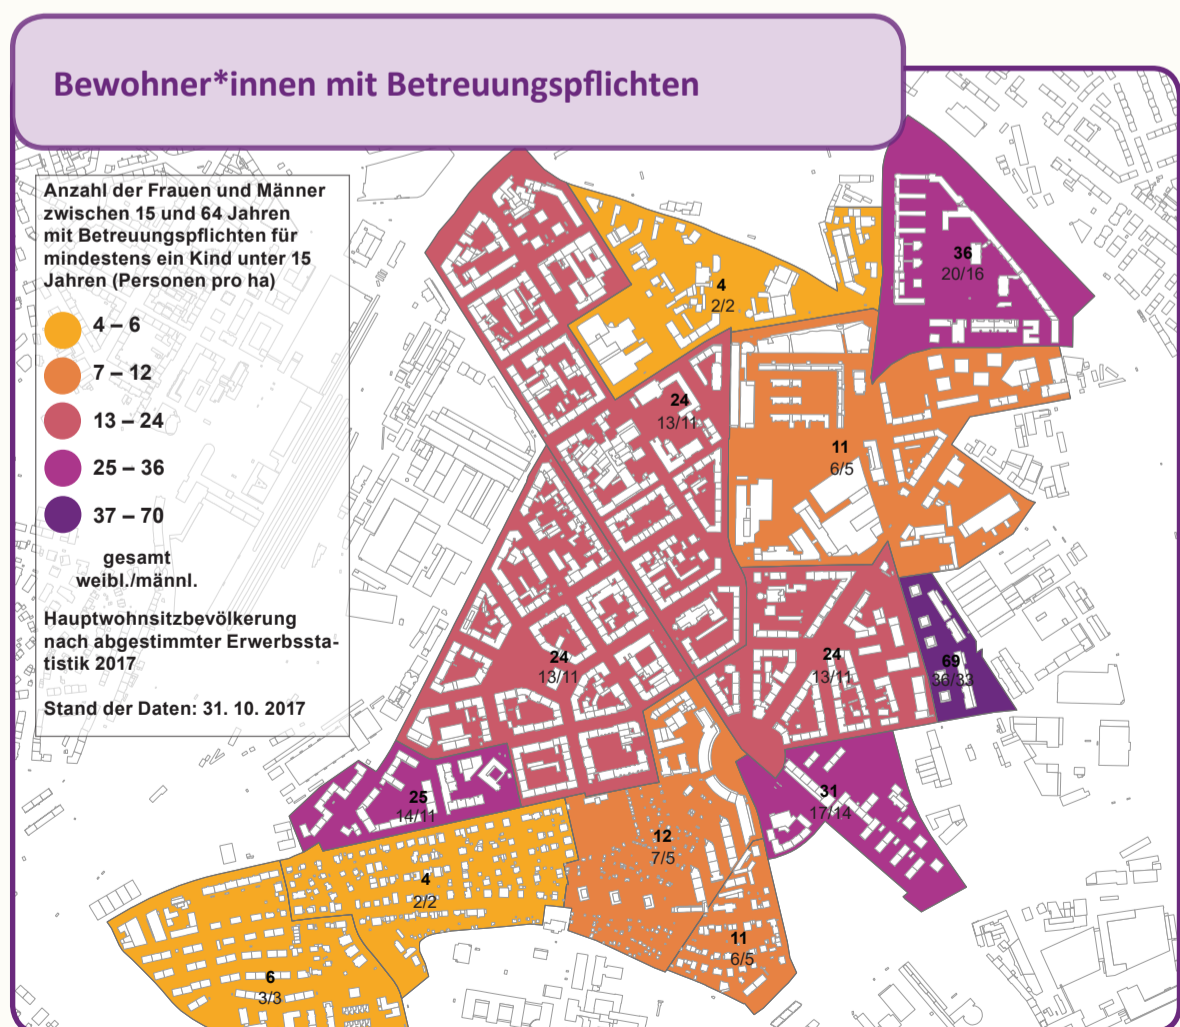 Bewohner*innen mit Betreuungspflichten
Anzahl der Frauen und Männer
zwischen 15 und 64 Jahren
mit Betreuungspflichten für
mindestens ein Kind unter 15
Jahren (Personen pro ha)
4 – 6
7 – 12
13 – 24
25 – 36
37 – 70
gesamt
weibl./männl.
Hauptwohnsitzbevölkerung
nach abgestimmter Erwerbssta-
tistik 2017
Stand der Daten: 31. 10. 2017
36
20/16
4
2/2
24
13/11
11
6/5
24
13/11
24
13/11
69
36/33
25
14/11
31
17/14
12
7/5
4
2/2
11
6/5
6
3/3